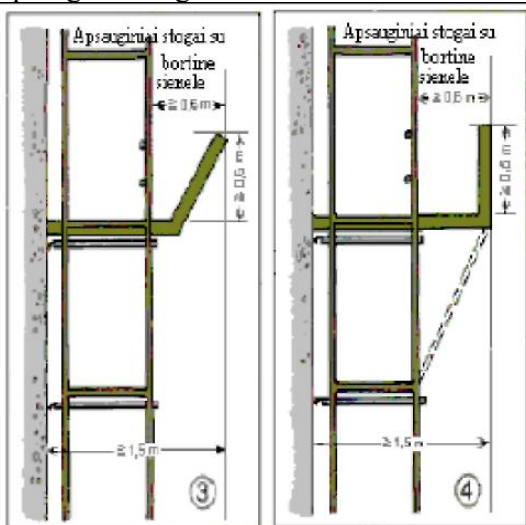 Apsauginiai stogai su
bortine
sienele
≥ 0,6 m
≥ 0,6 m
≥ 1,5 m
3
Apsauginiai stogai su
bortine
sienele
≥ 0,6 m
≥ 0,6 m
≥ 1,5 m
4